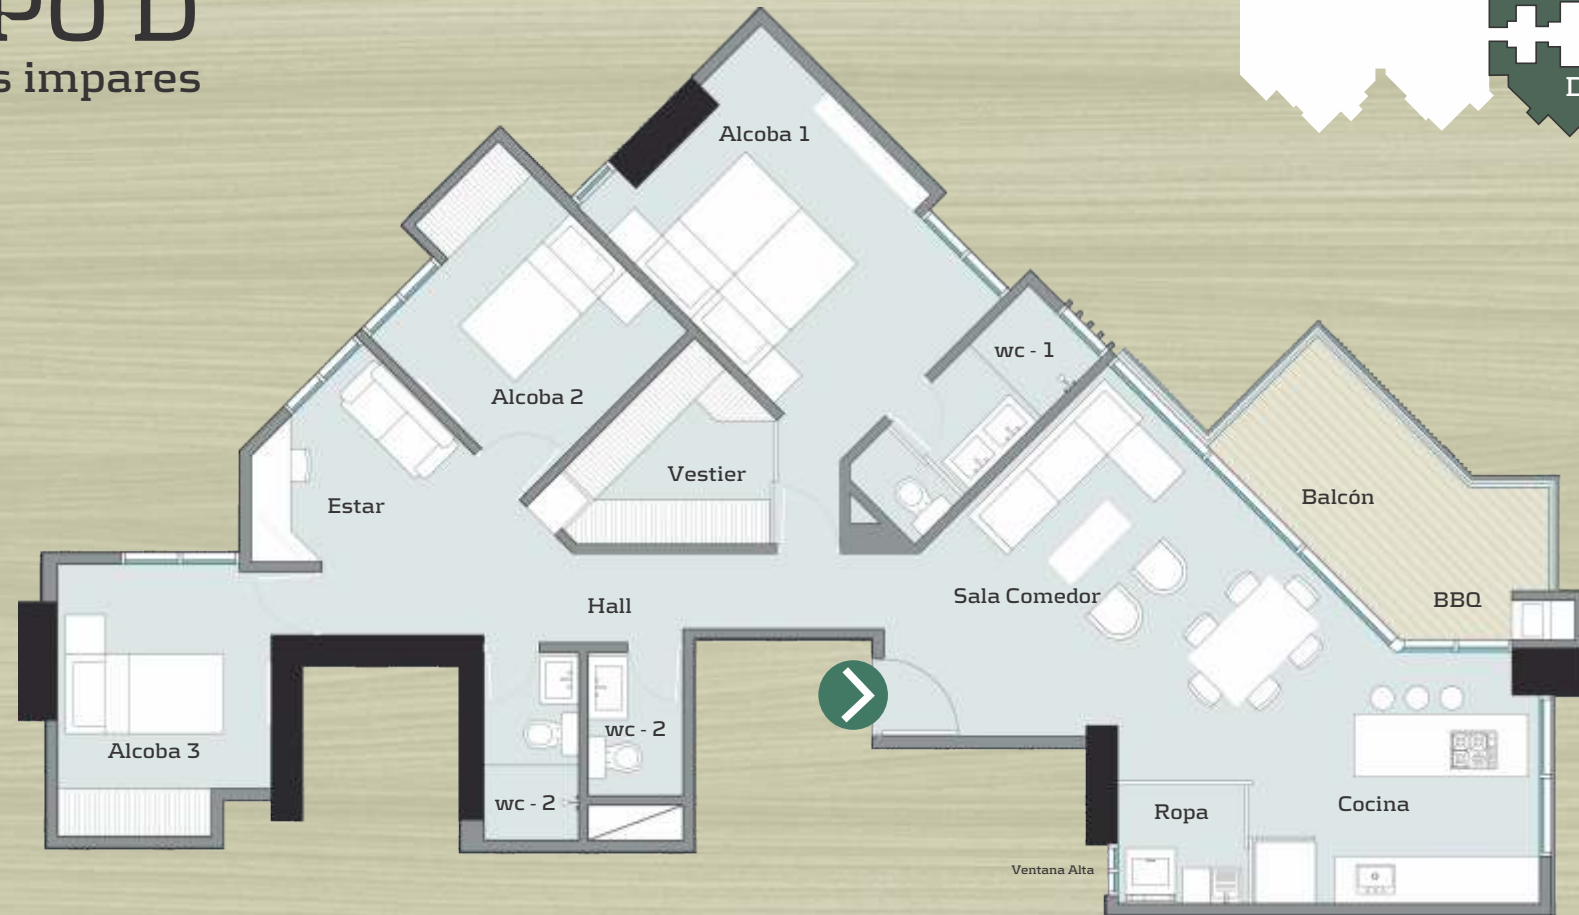 PO D
s impares
D
Alcoba 1
wc - 1
Alcoba 2
Vestier
Balcón
Estar
Hall
Sala Comedor
BBQ
wc - 2
Alcoba 3
wc - 2
Ropa
Cocina
Ventana Alta